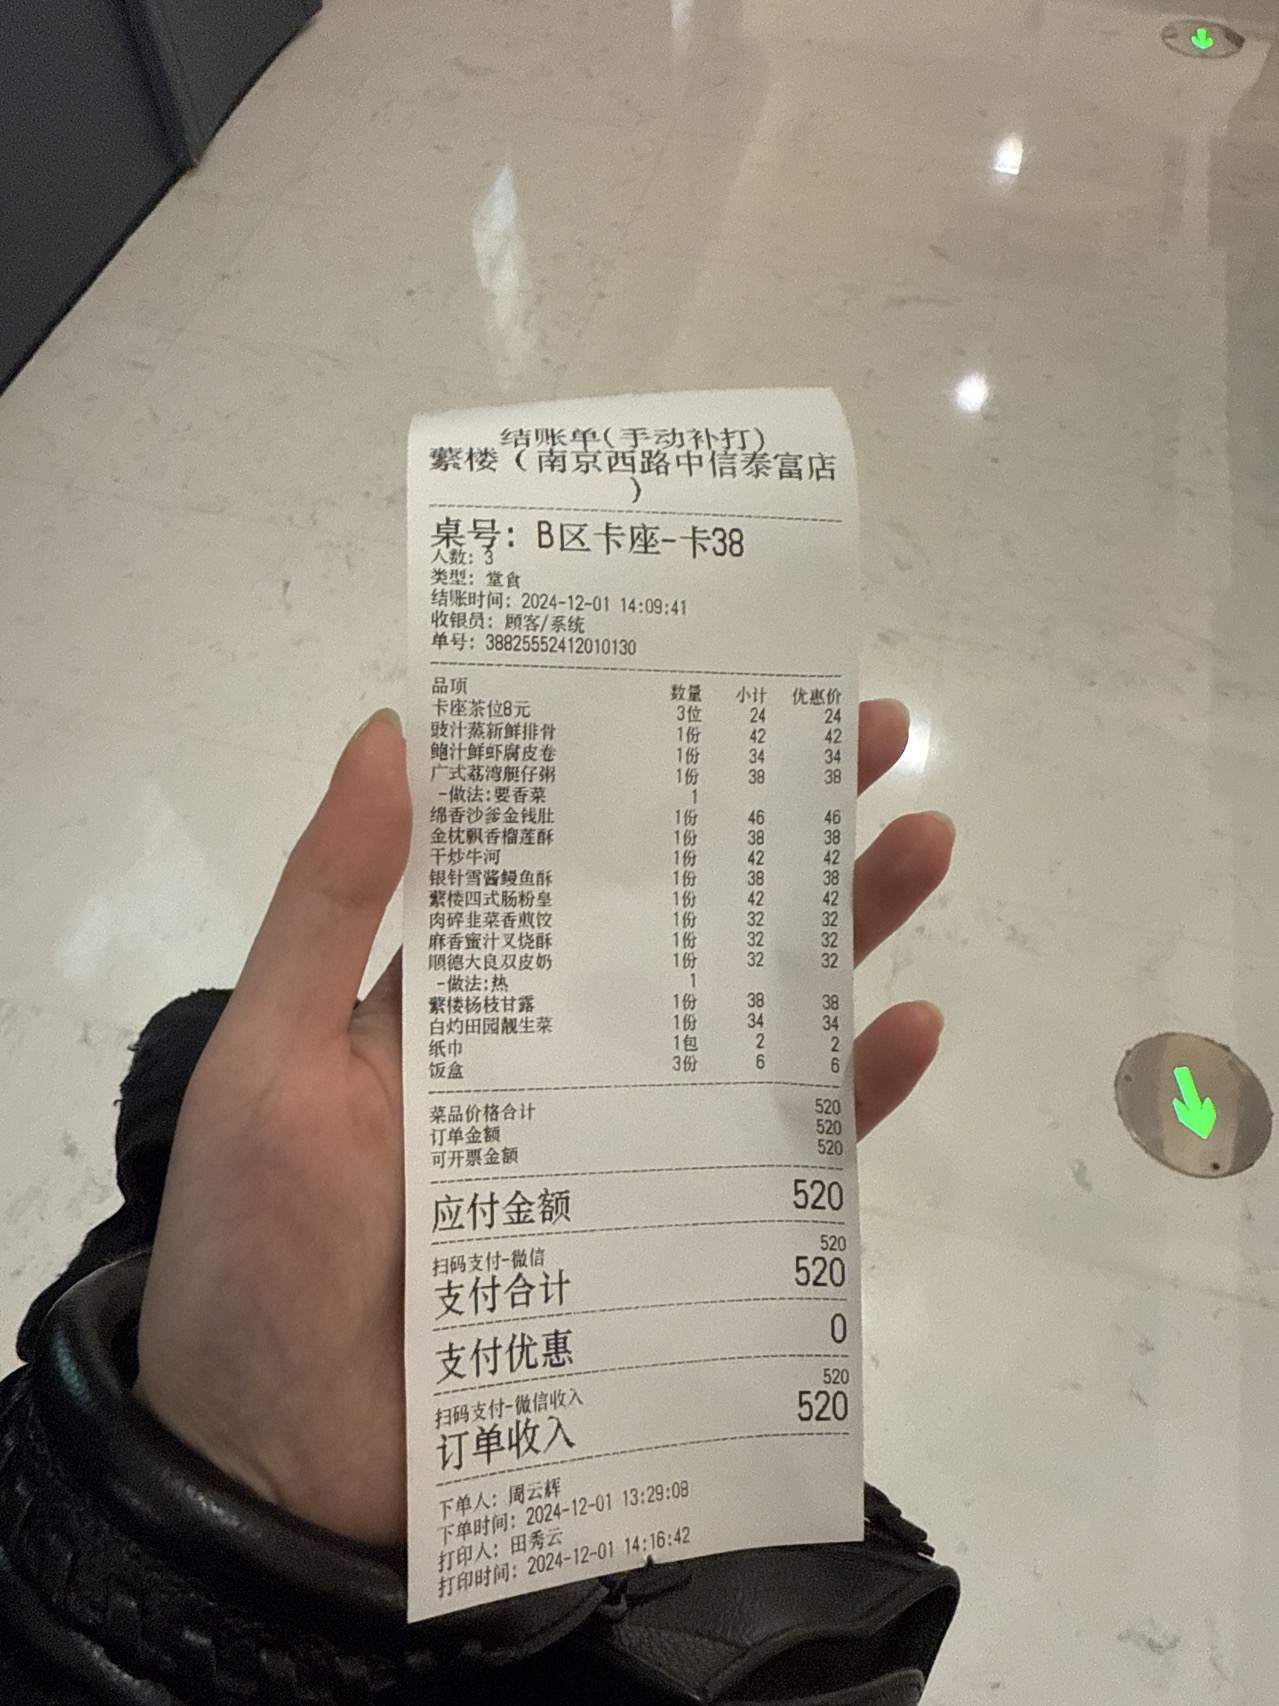 结账单(手动补打)
蘩楼(南京西路中信泰富店
)
桌号: B区卡座-卡38
人数: 3
类型: 堂食
结账时间: 2024-12-01 14:09:41
收银员: 顾客/系统
单号: 38825552412010130
品项 数量 小计 优惠价
卡座茶位8元 3位 24 24
豉汁蒸新鲜排骨 1份 42 42
鲍汁鲜虾腐皮卷 1份 34 34
广式荔湾艇仔粥 1份 38 38
-做法:要香菜 1
绵香沙爹金钱肚 1份 46 46
金枕飘香榴莲酥 1份 38 38
干炒牛河 1份 42 42
银针雪酱鳗鱼酥 1份 38 38
蘩楼四式肠粉皇 1份 42 42
肉碎韭菜香煎饺 1份 32 32
麻香蜜汁叉烧酥 1份 32 32
顺德大良双皮奶 1份 32 32
-做法:热 1
蘩楼杨枝甘露 1份 38 38
白灼田园靓生菜 1份 34 34
纸巾 1包 2 2
饭盒 3份 6 6
菜品价格合计 520
订单金额 520
可开票金额 520
应付金额 520
扫码支付-微信 520
支付合计 520
支付优惠 0
扫码支付-微信收入 520
订单收入 520
下单人: 周云辉
下单时间: 2024-12-01 13:29:08
打印人: 田秀云
打印时间: 2024-12-01 14:16:42